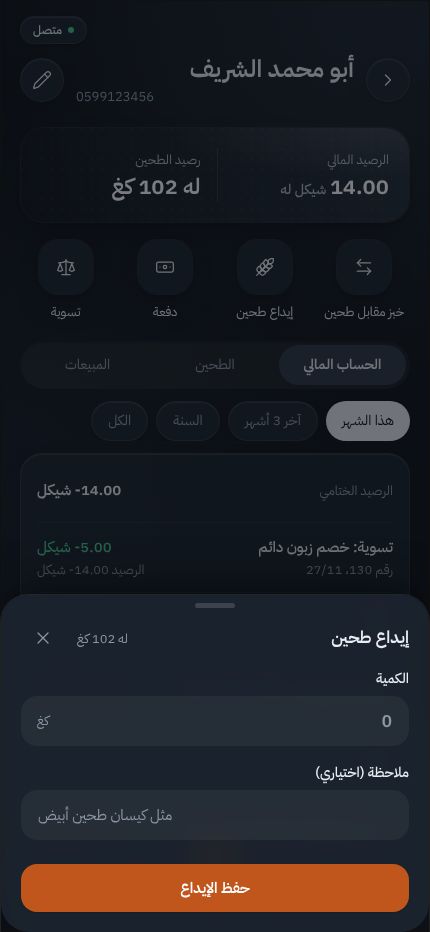 متصل
أبو محمد الشريف
0599123456
الرصيد المالي
14.00 شيكل له
رصيد الطحين
له 102 كغ
خبز مقابل طحين
إيداع طحين
دفعة
تسوية
الحساب المالي
الطحين
المبيعات
هذا الشهر
آخر 3 أشهر
السنة
الكل
الرصيد الختامي
-14.00 شيكل
تسوية: خصم زبون دائم
-5.00 شيكل
رقم 130، 27/11
الرصيد -14.00 شيكل
إيداع طحين
له 102 كغ
الكمية
0
كغ
ملاحظة (اختياري)
مثل كيسان طحين أبيض
حفظ الإيداع